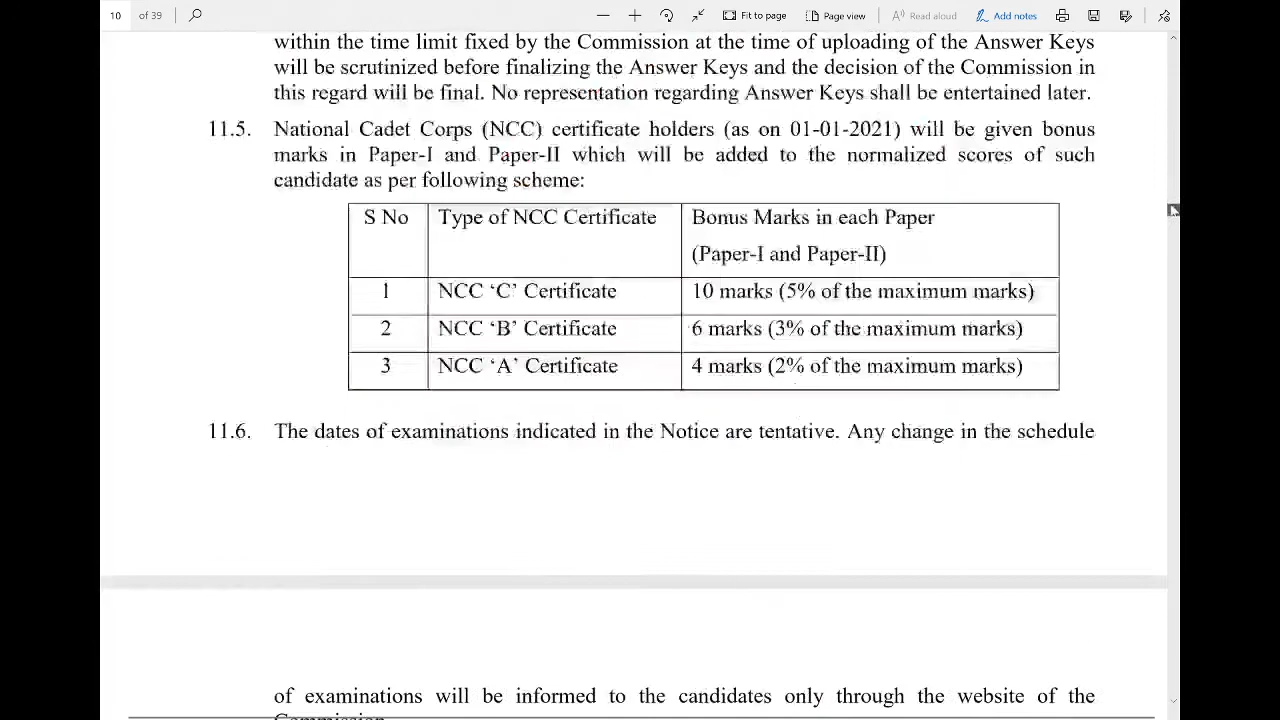 10 of 39 Fit to page Page view Read aloud Add notes
within the time limit fixed by the Commission at the time of uploading of the Answer Keys
will be scrutinized before finalizing the Answer Keys and the decision of the Commission in
this regard will be final. No representation regarding Answer Keys shall be entertained later.
11.5. National Cadet Corps (NCC) certificate holders (as on 01-01-2021) will be given bonus
marks in Paper-I and Paper-II which will be added to the normalized scores of such
candidate as per following scheme:
S No Type of NCC Certificate Bonus Marks in each Paper
(Paper-I and Paper-II)
1 NCC ‘C’ Certificate 10 marks (5% of the maximum marks)
2 NCC ‘B’ Certificate 6 marks (3% of the maximum marks)
3 NCC ‘A’ Certificate 4 marks (2% of the maximum marks)
11.6. The dates of examinations indicated in the Notice are tentative. Any change in the schedule
of examinations will be informed to the candidates only through the website of the
Commission